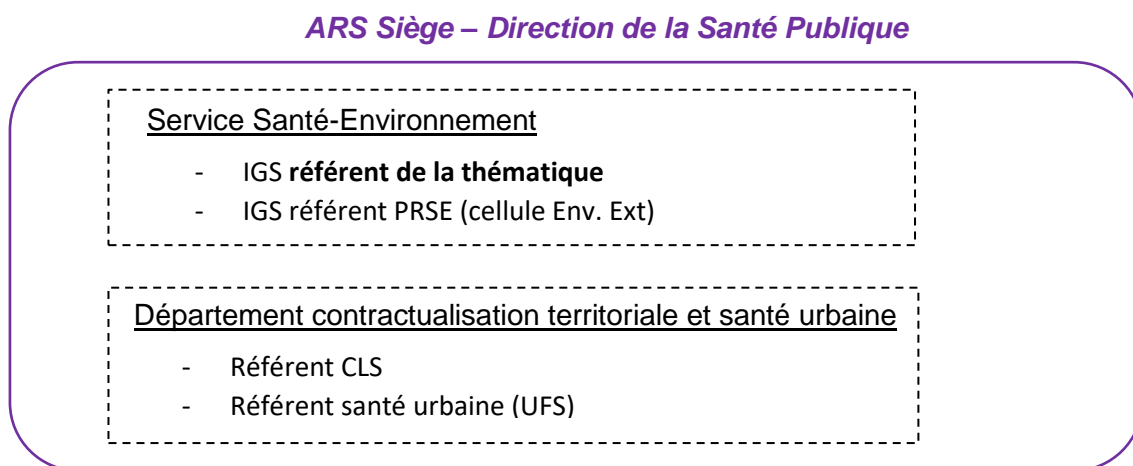 ARS Siège – Direction de la Santé Publique
Service Santé-Environnement
- IGS référent de la thématique
- IGS référent PRSE (cellule Env. Ext)
Département contractualisation territoriale et santé urbaine
- Référent CLS
- Référent santé urbaine (UFS)